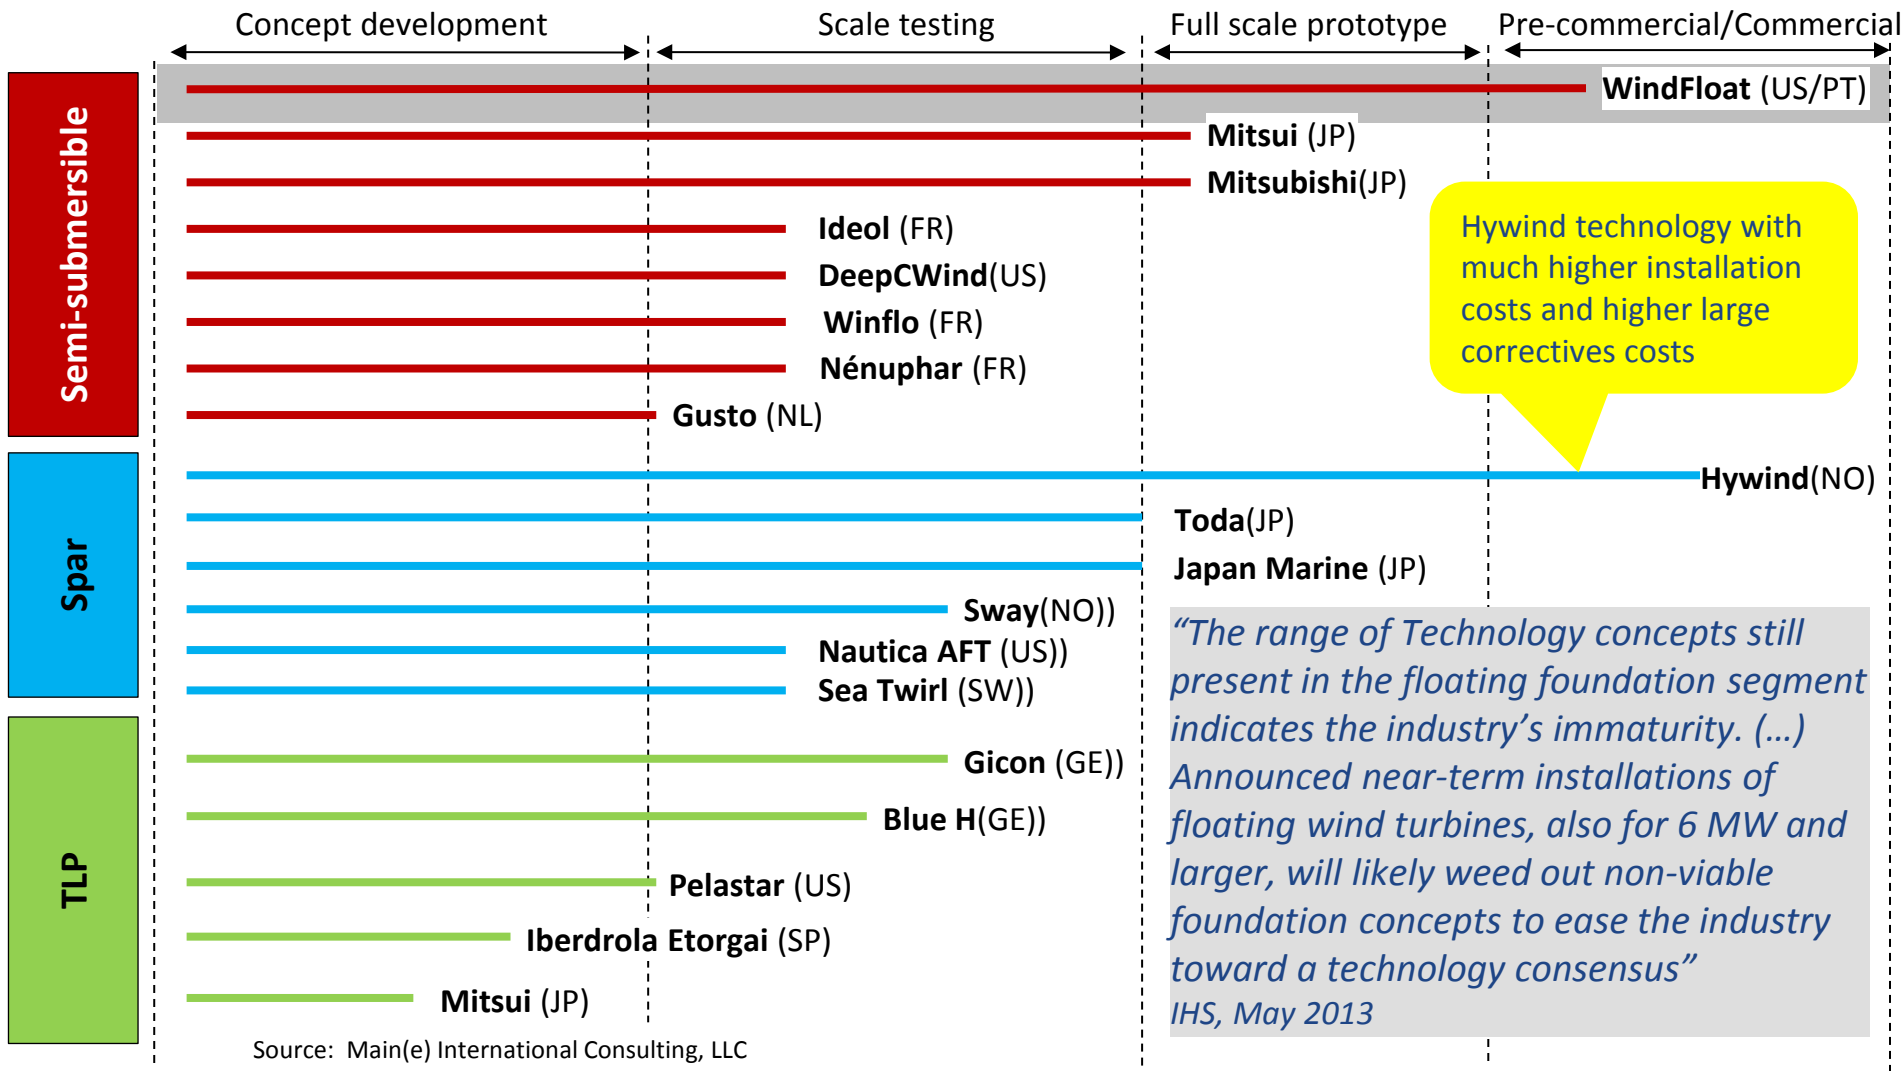 Concept development
Scale testing
Full scale prototype
Pre-commercial/Commercial
Semi-submersible
WindFloat (US/PT)
Mitsui (JP)
Mitsubishi(JP)
Ideol (FR)
DeepCWind(US)
Winflo (FR)
Nénuphar (FR)
Gusto (NL)
Hywind technology with
much higher installation
costs and higher large
correctives costs
Spar
Hywind(NO)
Toda(JP)
Japan Marine (JP)
Sway(NO))
Nautica AFT (US))
Sea Twirl (SW))
TLP
Gicon (GE))
Blue H(GE))
Pelastar (US)
Iberdrola Etorgai (SP)
Mitsui (JP)
“The range of Technology concepts still
present in the floating foundation segment
indicates the industry’s immaturity. (…)
Announced near-term installations of
floating wind turbines, also for 6 MW and
larger, will likely weed out non-viable
foundation concepts to ease the industry
toward a technology consensus”
IHS, May 2013
Source: Main(e) International Consulting, LLC